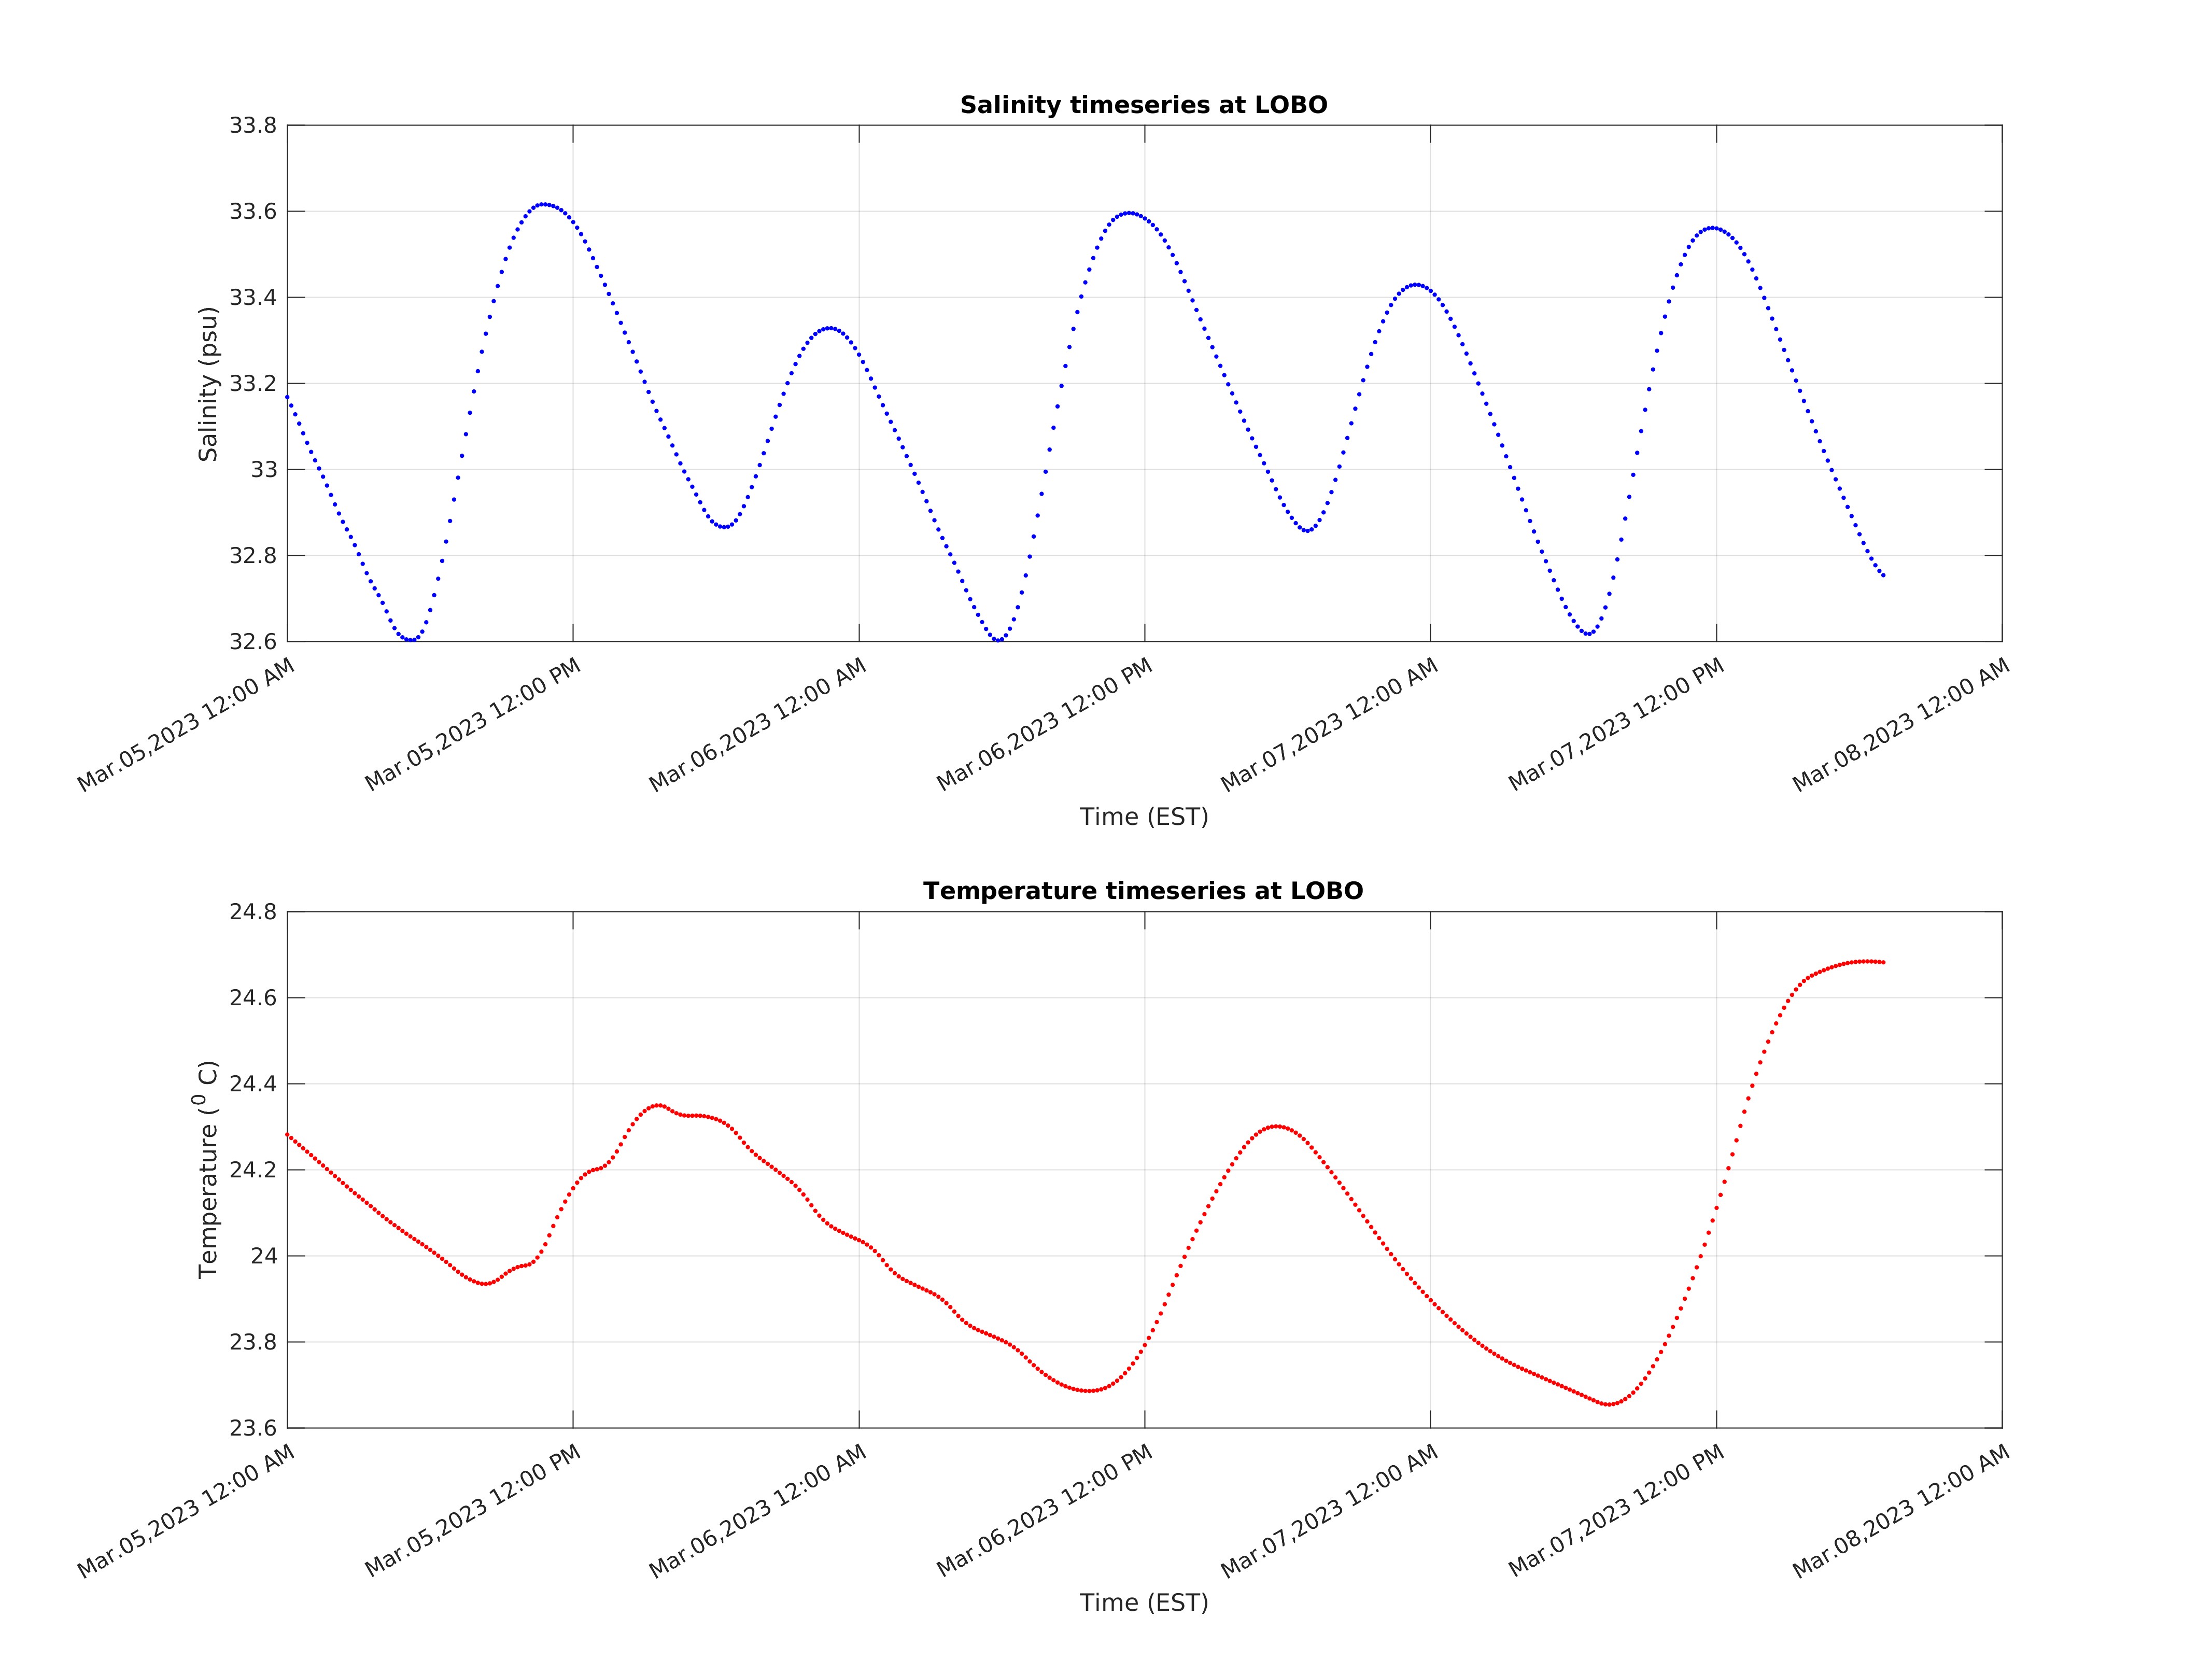 Salinity timeseries at LOBO
33.8
33.6
33.4
33.2
33
32.8
32.6
Salinity (psu)
Mar.05,2023 12:00 AM
Mar.05,2023 12:00 PM
Mar.06,2023 12:00 AM
Mar.06,2023 12:00 PM
Mar.07,2023 12:00 AM
Mar.07,2023 12:00 PM
Mar.08,2023 12:00 AM
Time (EST)
Temperature timeseries at LOBO
24.8
24.6
24.4
24.2
24
23.8
23.6
Temperature (⁰ C)
Mar.05,2023 12:00 AM
Mar.05,2023 12:00 PM
Mar.06,2023 12:00 AM
Mar.06,2023 12:00 PM
Mar.07,2023 12:00 AM
Mar.07,2023 12:00 PM
Mar.08,2023 12:00 AM
Time (EST)